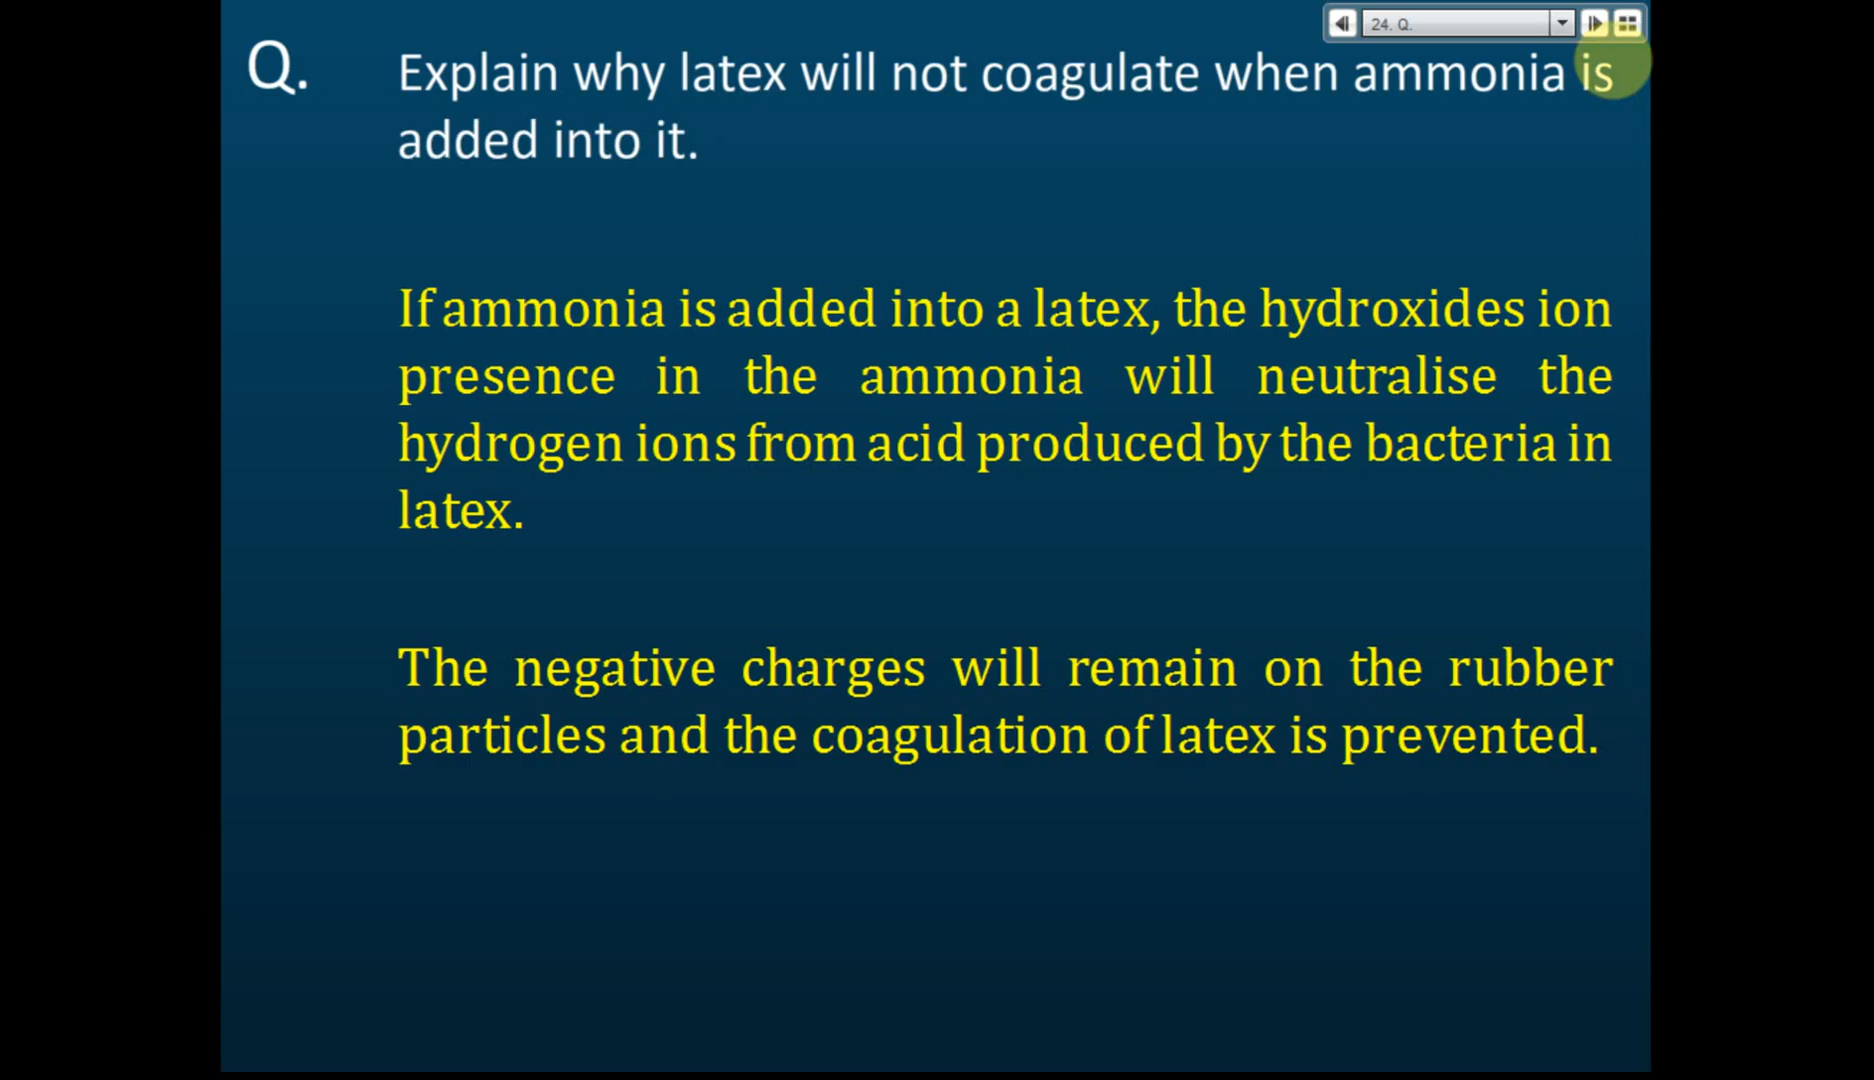 24. Q.
Q.
Explain why latex will not coagulate when ammonia is
added into it.
If ammonia is added into a latex, the hydroxides ion
presence in the ammonia will neutralise the
hydrogen ions from acid produced by the bacteria in
latex.
The negative charges will remain on the rubber
particles and the coagulation of latex is prevented.